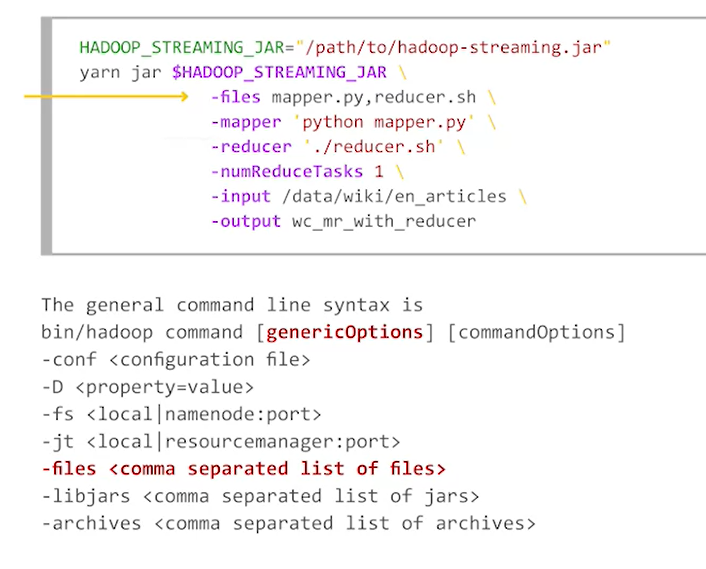 HADOOP_STREAMING_JAR="/path/to/hadoop-streaming.jar"
yarn jar $HADOOP_STREAMING_JAR \
-files mapper.py,reducer.sh \
-mapper 'python mapper.py' \
-reducer './reducer.sh' \
-numReduceTasks 1 \
-input /data/wiki/en_articles \
-output wc_mr_with_reducer
The general command line syntax is
bin/hadoop command [genericOptions] [commandOptions]
-conf <configuration file>
-D <property=value>
-fs <local|namenode:port>
-jt <local|resourcemanager:port>
-files <comma separated list of files>
-libjars <comma separated list of jars>
-archives <comma separated list of archives>